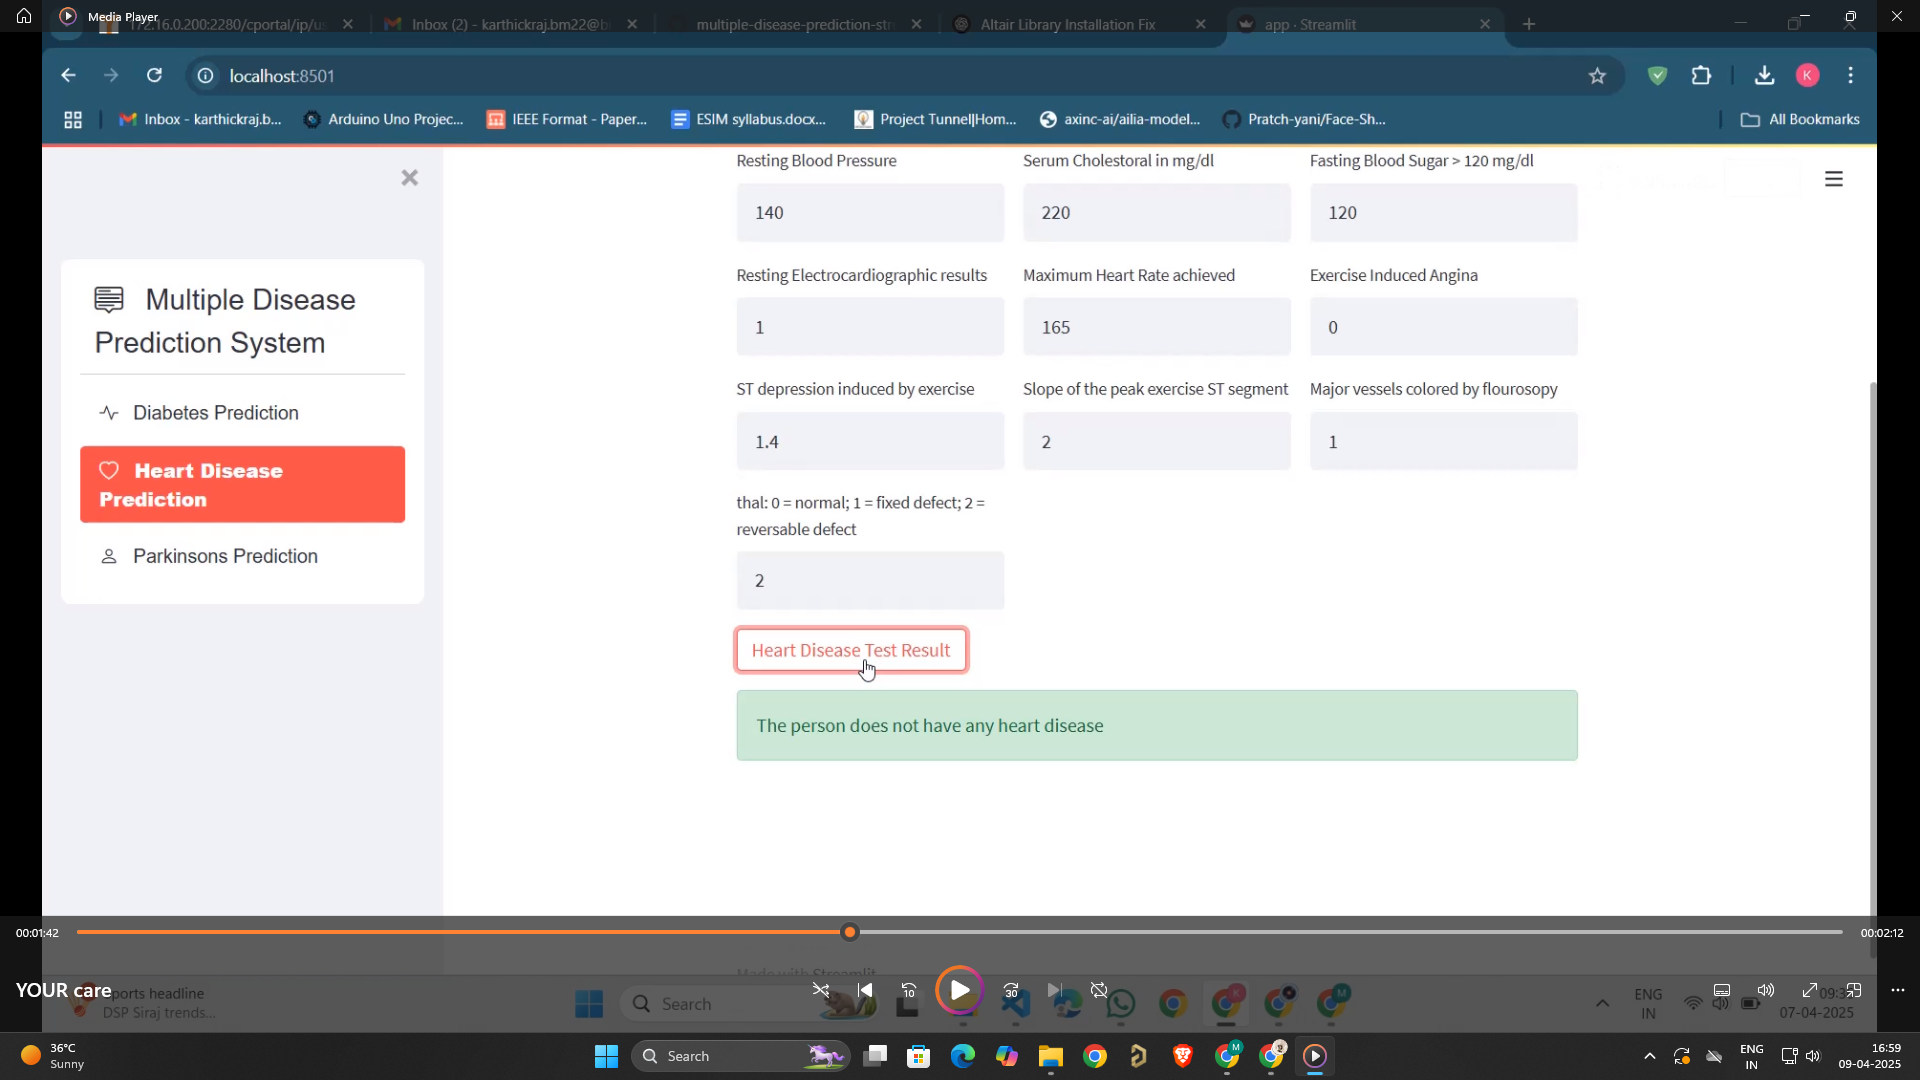 Media Player
172.16.0.200:2280/cportal/ip/us
Inbox (2) - karthickraj.bm22@b
multiple-disease-prediction-str
Altair Library Installation Fix
app · Streamlit
localhost:8501
K
Inbox - karthickraj.b...
Arduino Uno Projec...
IEEE Format - Paper...
ESIM syllabus.docx...
Project Tunnel|Hom...
axinc-ai/ailia-model...
Pratch-yani/Face-Sh...
All Bookmarks
Multiple Disease
Prediction System
Diabetes Prediction
Heart Disease
Prediction
Parkinsons Prediction
Resting Blood Pressure
Serum Cholestoral in mg/dl
Fasting Blood Sugar > 120 mg/dl
140
220
120
Resting Electrocardiographic results
Maximum Heart Rate achieved
Exercise Induced Angina
1
165
0
ST depression induced by exercise
Slope of the peak exercise ST segment
Major vessels colored by flourosopy
1.4
2
1
thal: 0 = normal; 1 = fixed defect; 2 =
reversable defect
2
Heart Disease Test Result
The person does not have any heart disease
00:01:42
00:02:12
Made with Streamlit
YOUR care
10
30
Sports headline
DSP Siraj trends...
Search
ENG
IN
07-04-2025
36°C
Sunny
Search
ENG
IN
16:59
09-04-2025